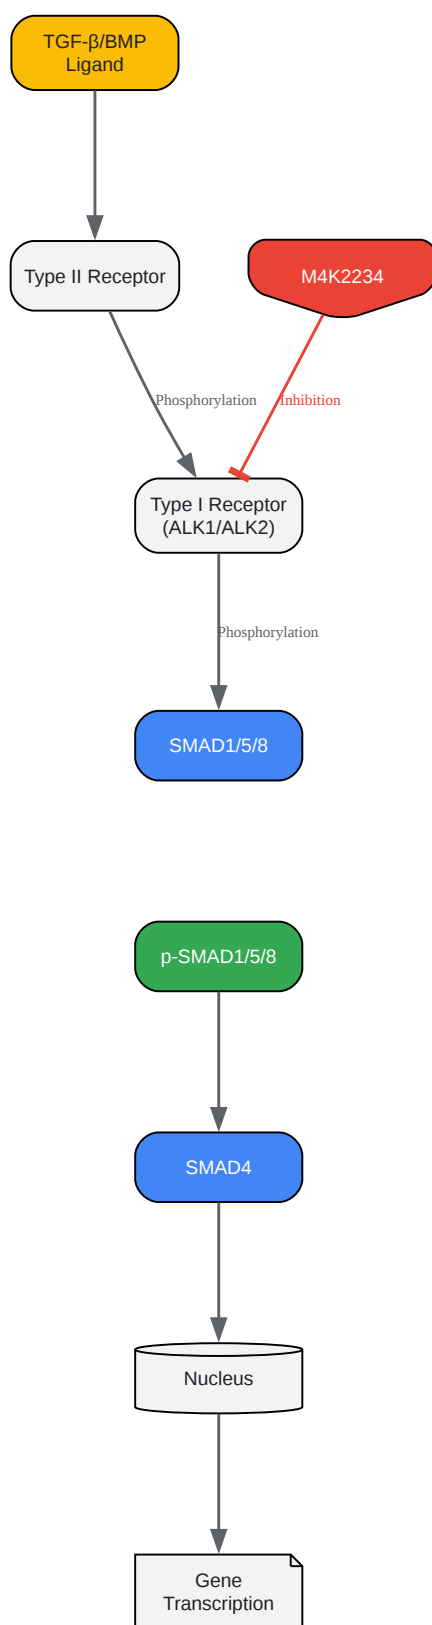 TGF-β/BMP
Ligand
Type II Receptor
M4K2234
Phosphorylation
Inhibition
Type I Receptor
(ALK1/ALK2)
Phosphorylation
SMAD1/5/8
p-SMAD1/5/8
SMAD4
Nucleus
Gene
Transcription